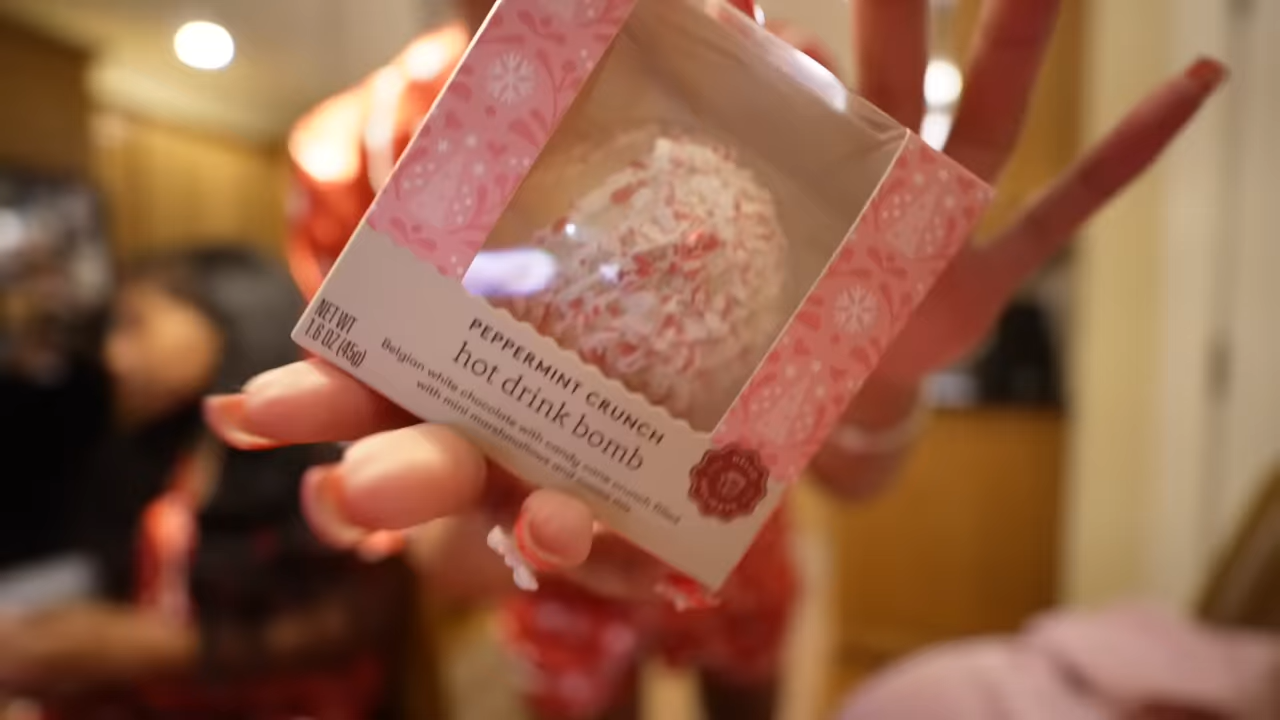 NET WT
1.6 OZ (45g)
PEPPERMINT CRUNCH
hot drink bomb
Belgian white chocolate with candy cane crunch filled
with mini marshmallows and cocoa mix